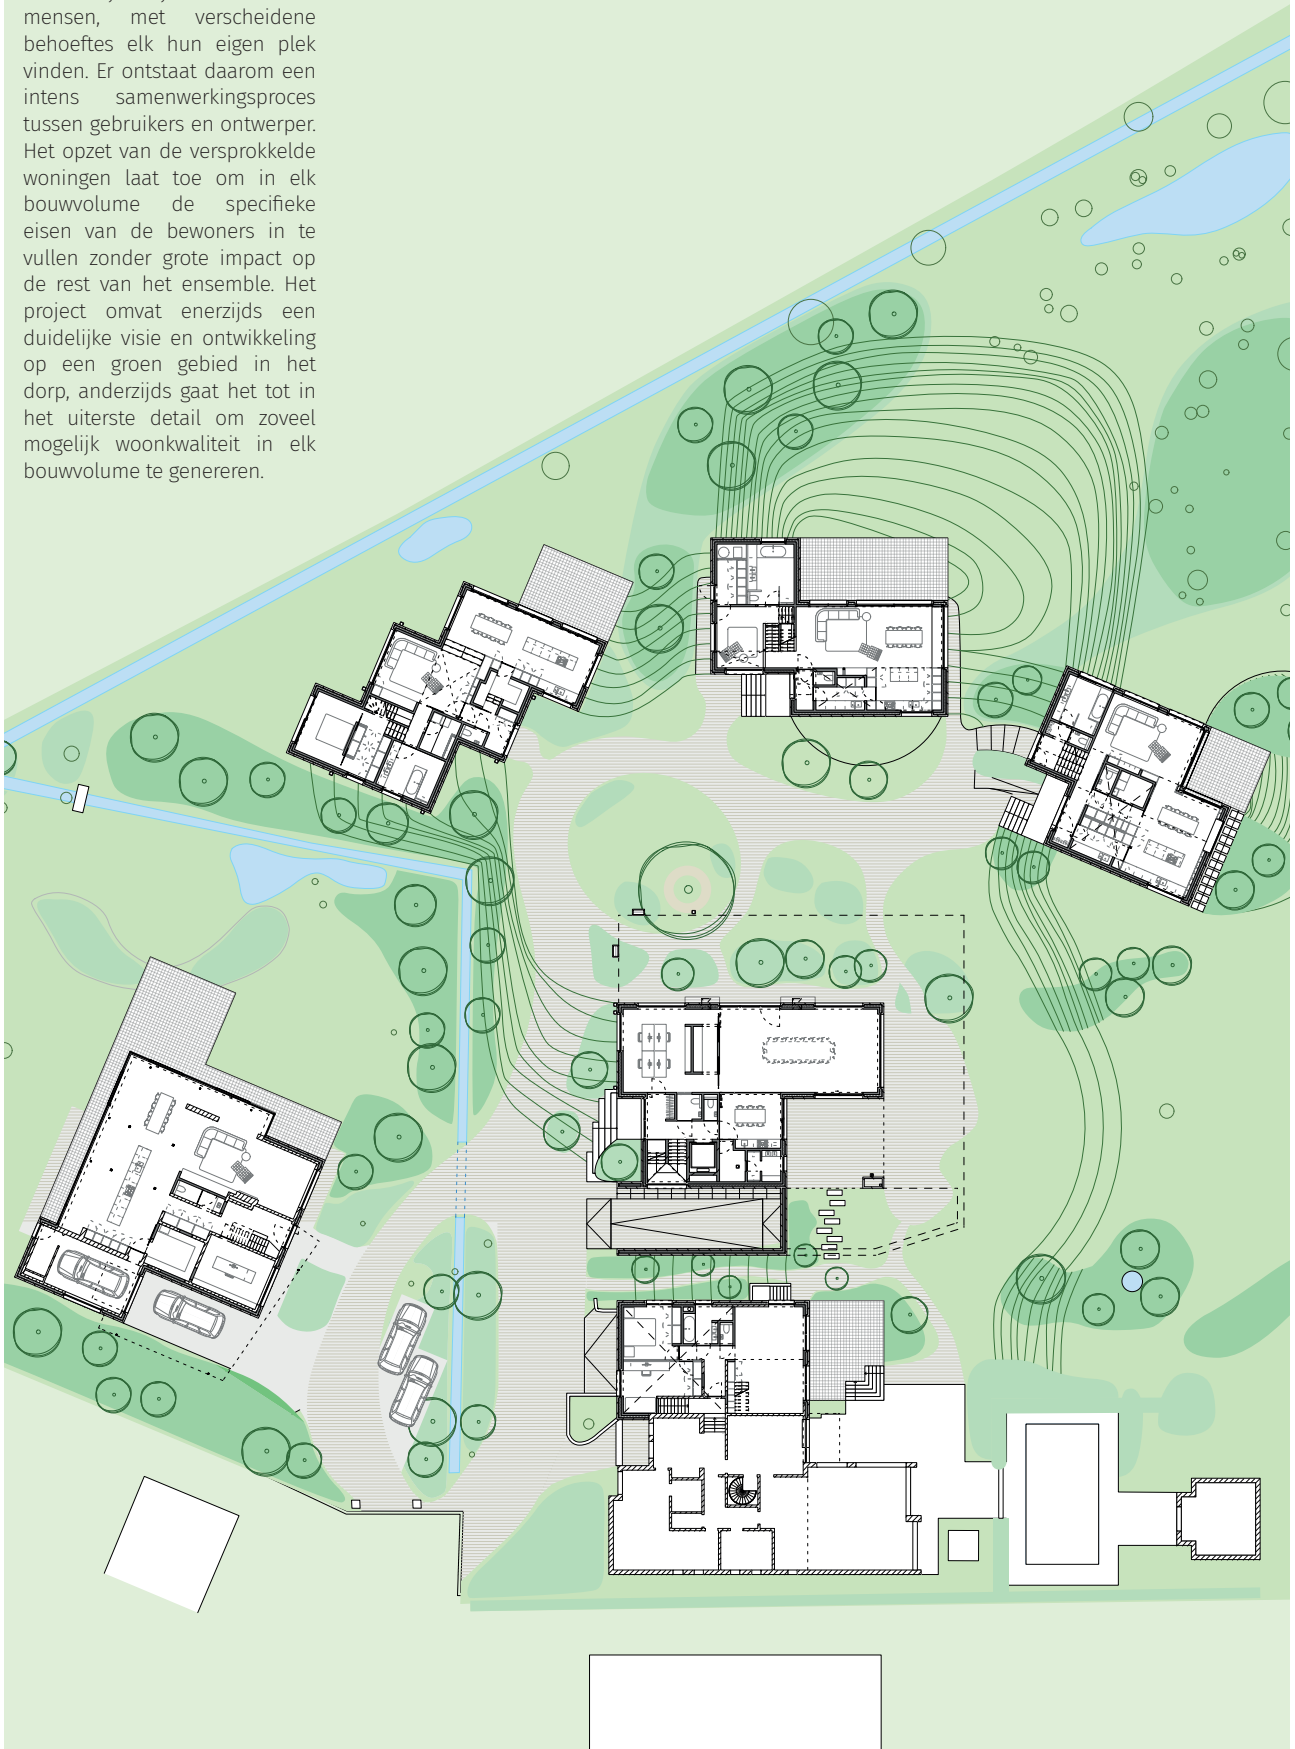 mensen, met verscheidene
behoeftes elk hun eigen plek
vinden. Er ontstaat daarom een
intens samenwerkingsproces
tussen gebruikers en ontwerper.
Het opzet van de versprokkelde
woningen laat toe om in elk
bouwvolume de specifieke
eisen van de bewoners in te
vullen zonder grote impact op
de rest van het ensemble. Het
project omvat enerzijds een
duidelijke visie en ontwikkeling
op een groen gebied in het
dorp, anderzijds gaat het tot in
het uiterste detail om zoveel
mogelijk woonkwaliteit in elk
bouwvolume te genereren.